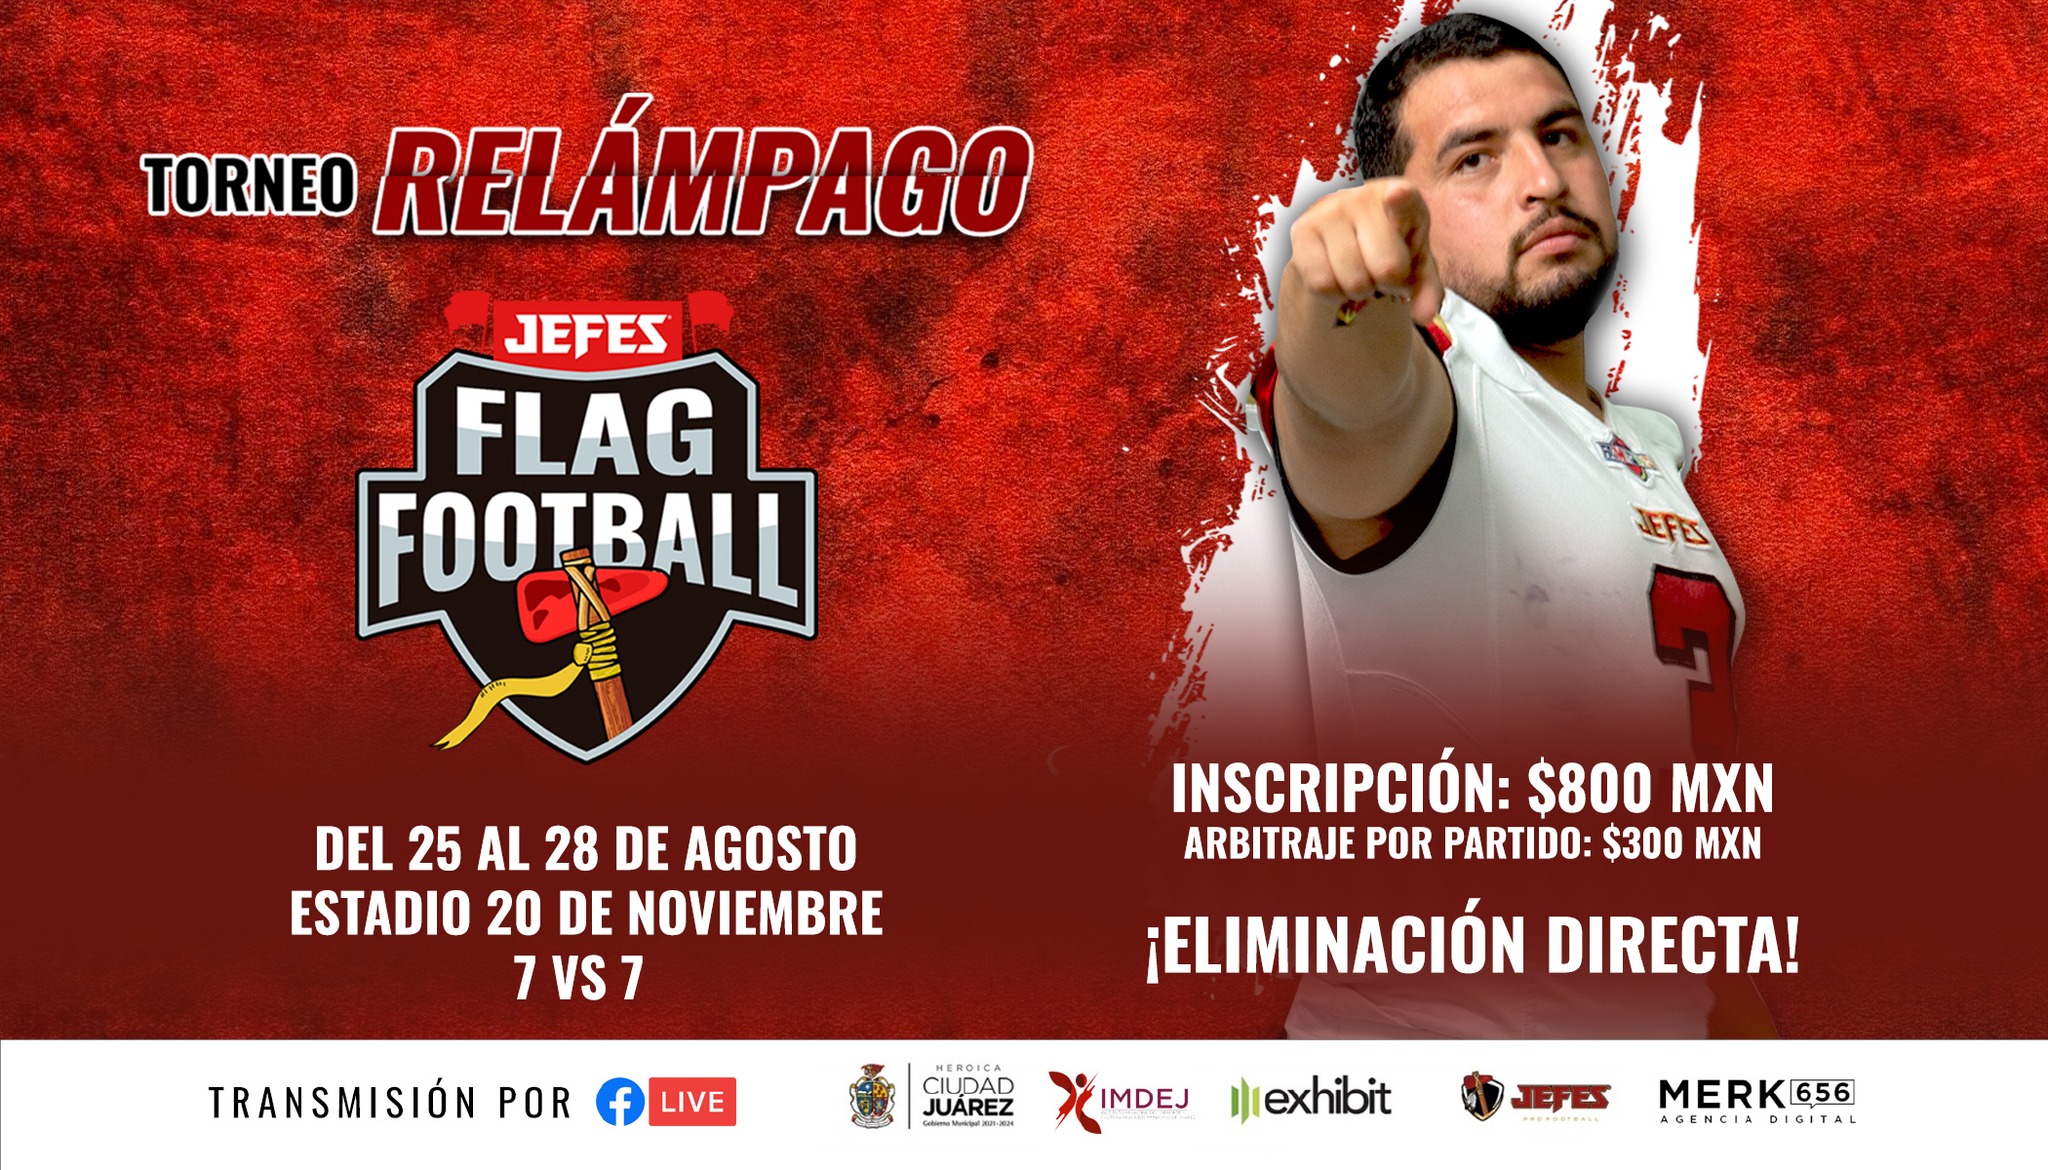 TORNEO RELÁMPAGO
JEFES
FLAG
FOOTBALL
DEL 25 AL 28 DE AGOSTO
ESTADIO 20 DE NOVIEMBRE
7 VS 7
JEFES
INSCRIPCIÓN: $800 MXN
ARBITRAJE POR PARTIDO: $300 MXN
¡ELIMINACIÓN DIRECTA!
TRANSMISIÓN POR LIVE
HEROICA
CIUDAD
JUÁREZ
Gobierno Municipal 2021-2024
IMDEJ
exhibit
JEFES
PRO FOOTBALL
MERK 656
AGENCIA DIGITAL